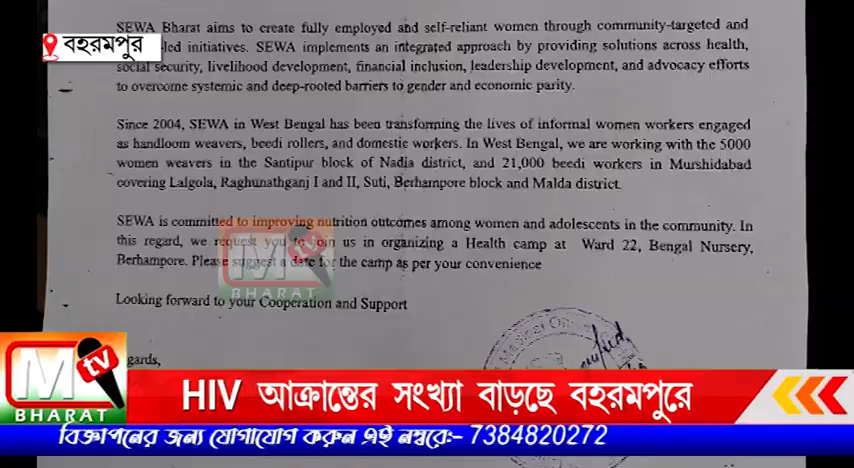 SEWA Bharat aims to create fully employed and self-reliant women through community-targeted and
led initiatives. SEWA implements an integrated approach by providing solutions across health,
social security, livelihood development, financial inclusion, leadership development, and advocacy efforts
to overcome systemic and deep-rooted barriers to gender and economic parity.
বহরমপুর
Since 2004, SEWA in West Bengal has been transforming the lives of informal women workers engaged
as handloom weavers, beedi rollers, and domestic workers. In West Bengal, we are working with the 5000
women weavers in the Santipur block of Nadia district, and 21,000 beedi workers in Murshidabad
covering Lalgola, Raghunathganj I and II, Suti, Berhampore block and Malda district.
SEWA is committed to improving nutrition outcomes among women and adolescents in the community. In
this regard, we request you to join us in organizing a Health camp at Ward 22, Bengal Nursery,
Berhampore. Please suggest a date for the camp as per your convenience
M tv
BHARAT
Looking forward to your Cooperation and Support
Medical
M tv
BHARAT
HIV আক্রান্তের সংখ্যা বাড়ছে বহরমপুরে
বিজ্ঞাপনের জন্য যোগাযোগ করুন এই নম্বরে:- 7384820272